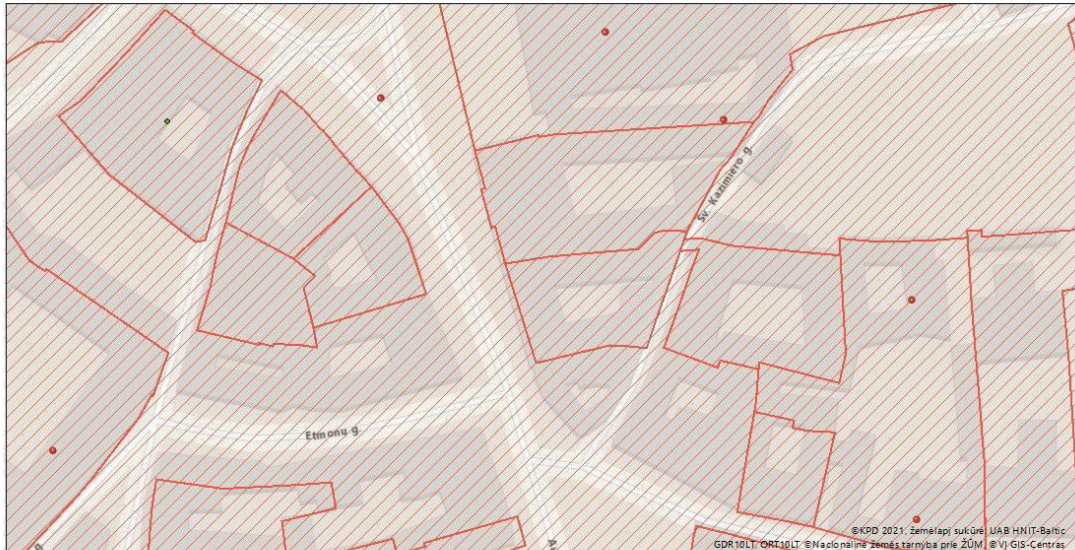 Šv. Kazimiero g.
Etmonų g.
g
©KPD 2021, žemėlapį sukūrė: UAB HNIT-Baltic
GDR10LT, ORT10LT ©Nacionalinė žemės tarnyba prie ŽŪM, ©VĮ GIS-Centras